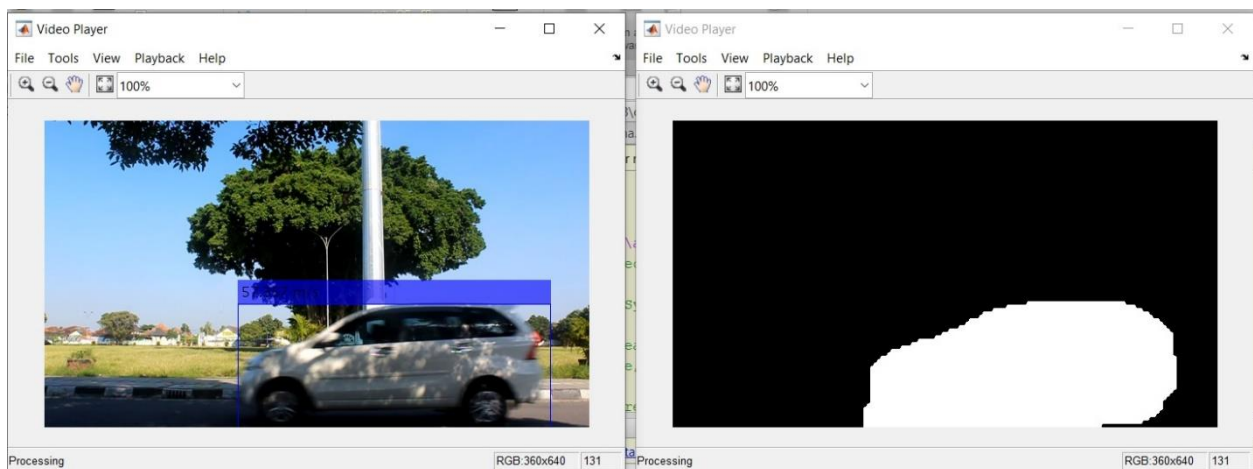 Video Player
File Tools View Playback Help
100%
Processing RGB:360x640 131
Video Player
File Tools View Playback Help
100%
Processing RGB:360x640 131